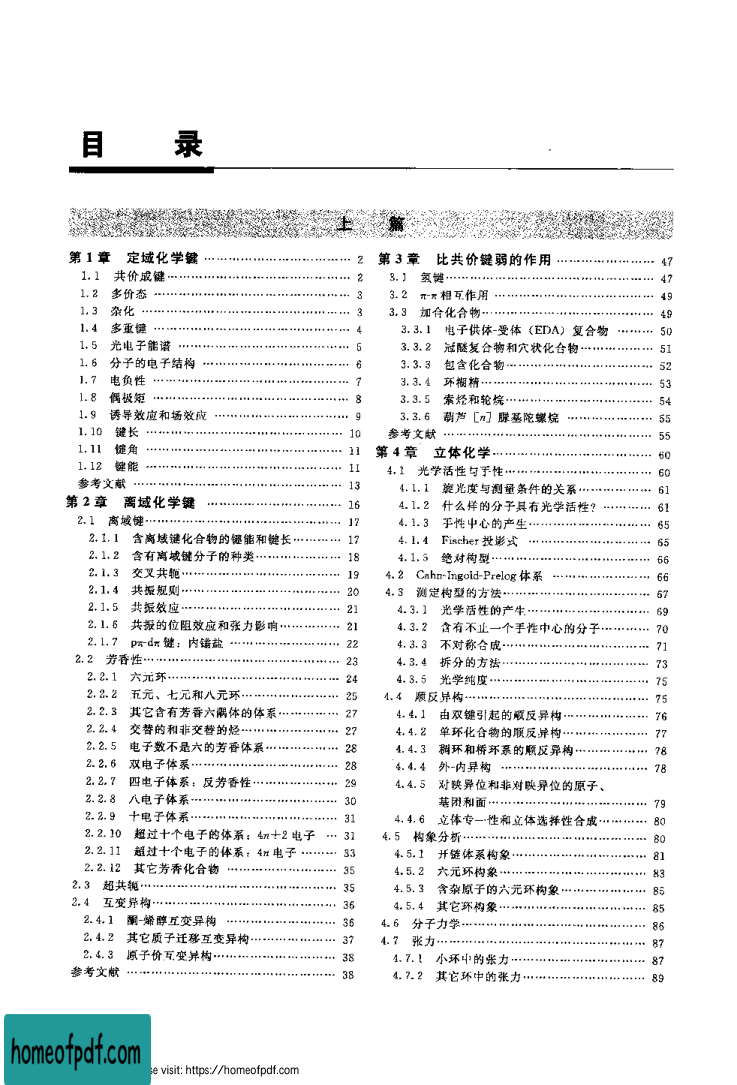 目 录
上 篇
第1章 定域化学键 …… 2
1.1 共价成键 …… 2
1.2 多价态 …… 3
1.3 杂化 …… 3
1.4 多重键 …… 4
1.5 光电子能谱 …… 5
1.6 分子的电子结构 …… 6
1.7 电负性 …… 7
1.8 偶极矩 …… 8
1.9 诱导效应和场效应 …… 9
1.10 键长 …… 10
1.11 键角 …… 11
1.12 键能 …… 11
参考文献 …… 13
第2章 离域化学键 …… 16
2.1 离域键 …… 17
2.1.1 含离域键化合物的键能和键长 …… 17
2.1.2 含有离域键分子的种类 …… 18
2.1.3 交叉共轭 …… 19
2.1.4 共振规则 …… 20
2.1.5 共振效应 …… 21
2.1.6 共振的位阻效应和张力影响 …… 21
2.1.7 pπ-dπ键：内鎓盐 …… 22
2.2 芳香性 …… 23
2.2.1 六元环 …… 24
2.2.2 五元、七元和八元环 …… 25
2.2.3 其它含有芳香六隅体的体系 …… 27
2.2.4 交替的和非交替的烃 …… 27
2.2.5 电子数不是六的芳香体系 …… 28
2.2.6 双电子体系 …… 28
2.2.7 四电子体系：反芳香性 …… 29
2.2.8 八电子体系 …… 30
2.2.9 十电子体系 …… 31
2.2.10 超过十个电子的体系：4n＋2电子 … 31
2.2.11 超过十个电子的体系：4n电子 …… 33
2.2.12 其它芳香化合物 …… 35
2.3 超共轭 …… 35
2.4 互变异构 …… 36
2.4.1 酮-烯醇互变异构 …… 36
2.4.2 其它质子迁移互变异构 …… 37
2.4.3 原子价互变异构 …… 38
参考文献 …… 38
第3章 比共价键弱的作用 …… 47
3.1 氢键 …… 47
3.2 π-π相互作用 …… 49
3.3 加合化合物 …… 49
3.3.1 电子供体-受体（EDA）复合物 …… 50
3.3.2 冠醚复合物和穴状化合物 …… 51
3.3.3 包含化合物 …… 52
3.3.4 环糊精 …… 53
3.3.5 索烃和轮烷 …… 54
3.3.6 葫芦[n]脲基陀螺烷 …… 55
参考文献 …… 55
第4章 立体化学 …… 60
4.1 光学活性与手性 …… 60
4.1.1 旋光度与测量条件的关系 …… 61
4.1.2 什么样的分子具有光学活性? …… 61
4.1.3 手性中心的产生 …… 65
4.1.4 Fischer投影式 …… 65
4.1.5 绝对构型 …… 66
4.2 Cahn-Ingold-Prelog体系 …… 66
4.3 测定构型的方法 …… 67
4.3.1 光学活性的产生 …… 69
4.3.2 含有不止一个手性中心的分子 …… 70
4.3.3 不对称合成 …… 71
4.3.4 拆分的方法 …… 73
4.3.5 光学纯度 …… 75
4.4 顺反异构 …… 75
4.4.1 由双键引起的顺反异构 …… 76
4.4.2 单环化合物的顺反异构 …… 77
4.4.3 稠环和桥环系的顺反异构 …… 78
4.4.4 外-内异构 …… 78
4.4.5 对映异位和非对映异位的原子、
基团和面 …… 79
4.4.6 立体专一性和立体选择性合成 …… 80
4.5 构象分析 …… 80
4.5.1 开链体系构象 …… 81
4.5.2 六元环构象 …… 83
4.5.3 含杂原子的六元环构象 …… 85
4.5.4 其它环构象 …… 85
4.6 分子力学 …… 86
4.7 张力 …… 87
4.7.1 小环中的张力 …… 87
4.7.2 其它环中的张力 …… 89
homeofpdf.com
se visit: https://homeofpdf.com